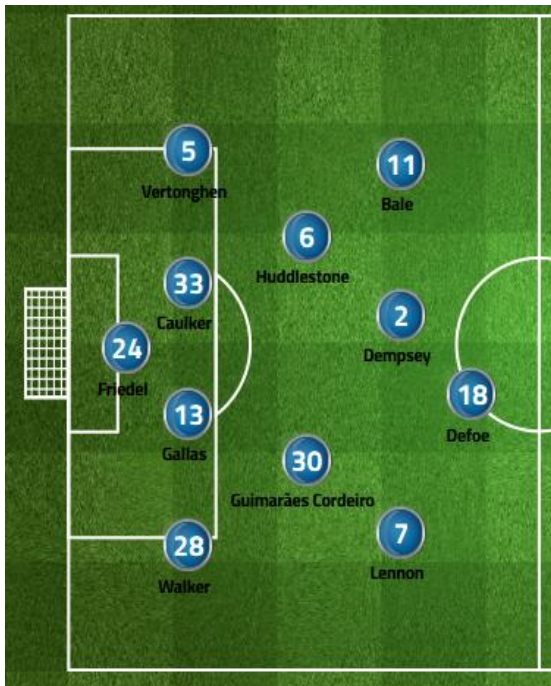 5
Vertonghen
11
Bale
6
Huddlestone
33
Caulker
2
Dempsey
24
Friedel
18
Defoe
13
Gallas
30
Guimarães Cordeiro
7
Lennon
28
Walker